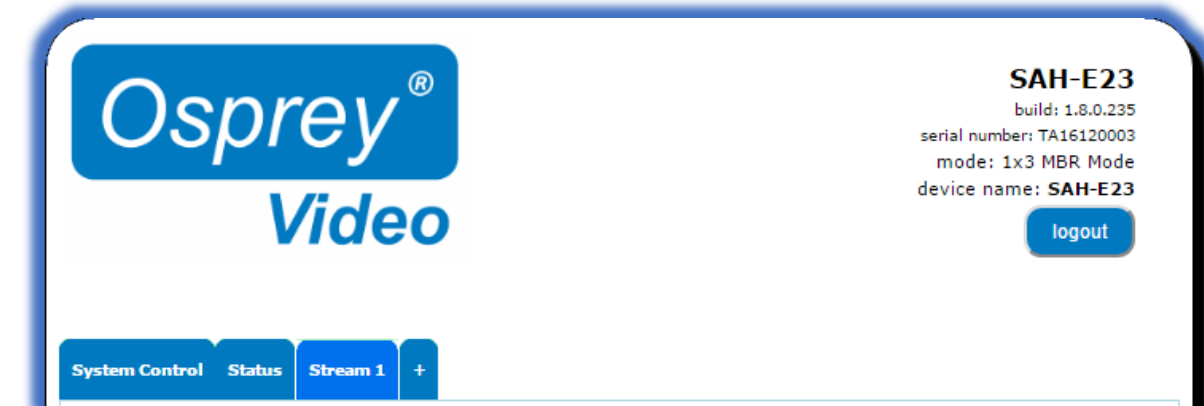 Osprey®
Video
SAH-E23
build: 1.8.0.235
serial number: TA16120003
mode: 1x3 MBR Mode
device name: SAH-E23
logout
System Control Status Stream 1 +